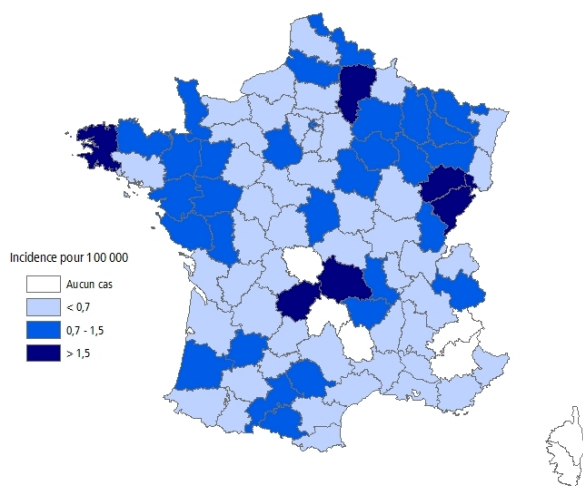 Incidence pour 100 000
Aucun cas
< 0,7
0,7 - 1,5
> 1,5